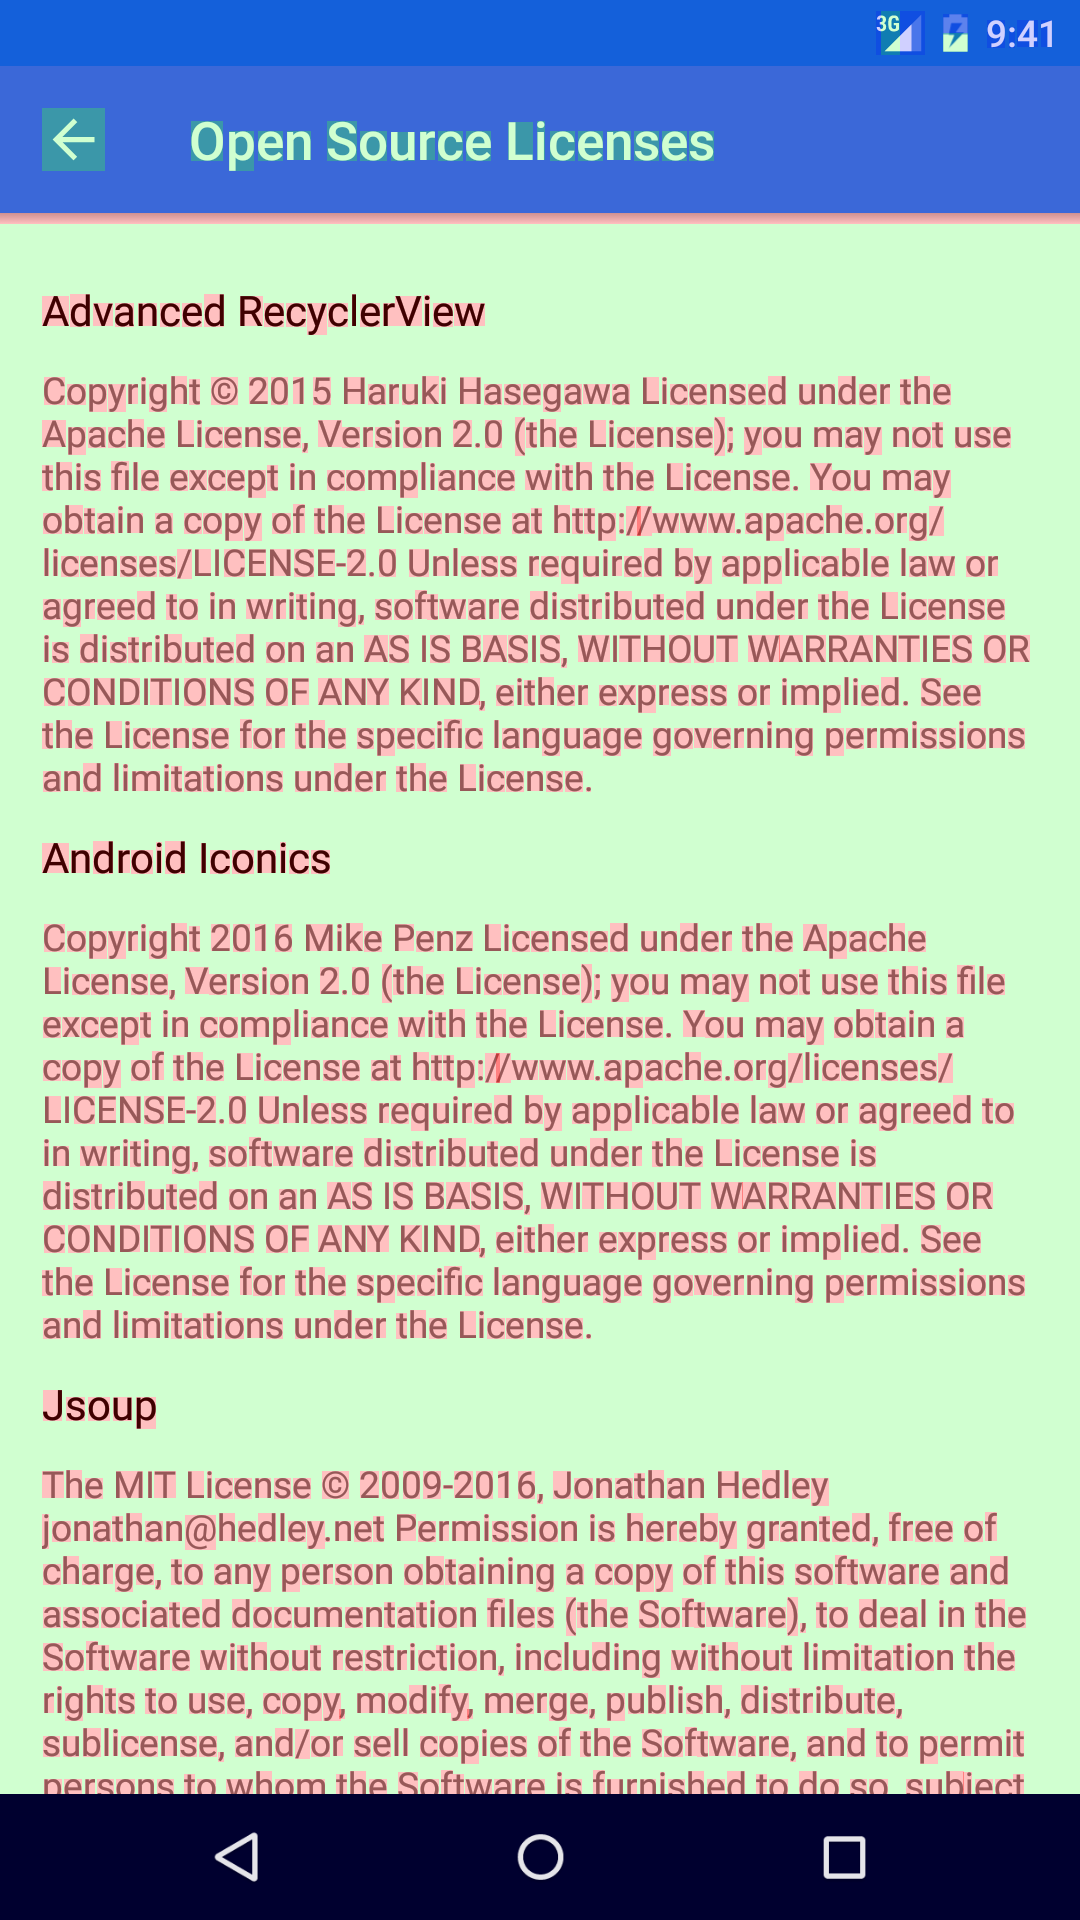 3G 9:41
Open Source Licenses
Advanced RecyclerView
Copyright © 2015 Haruki Hasegawa Licensed under the
Apache License, Version 2.0 (the License); you may not use
this file except in compliance with the License. You may
obtain a copy of the License at http://www.apache.org/
licenses/LICENSE-2.0 Unless required by applicable law or
agreed to in writing, software distributed under the License
is distributed on an AS IS BASIS, WITHOUT WARRANTIES OR
CONDITIONS OF ANY KIND, either express or implied. See
the License for the specific language governing permissions
and limitations under the License.
Android Iconics
Copyright 2016 Mike Penz Licensed under the Apache
License, Version 2.0 (the License); you may not use this file
except in compliance with the License. You may obtain a
copy of the License at http://www.apache.org/licenses/
LICENSE-2.0 Unless required by applicable law or agreed to
in writing, software distributed under the License is
distributed on an AS IS BASIS, WITHOUT WARRANTIES OR
CONDITIONS OF ANY KIND, either express or implied. See
the License for the specific language governing permissions
and limitations under the License.
Jsoup
The MIT License © 2009-2016, Jonathan Hedley
jonathan@hedley.net Permission is hereby granted, free of
charge, to any person obtaining a copy of this software and
associated documentation files (the Software), to deal in the
Software without restriction, including without limitation the
rights to use, copy, modify, merge, publish, distribute,
sublicense, and/or sell copies of the Software, and to permit
persons to whom the Software is furnished to do so, subject